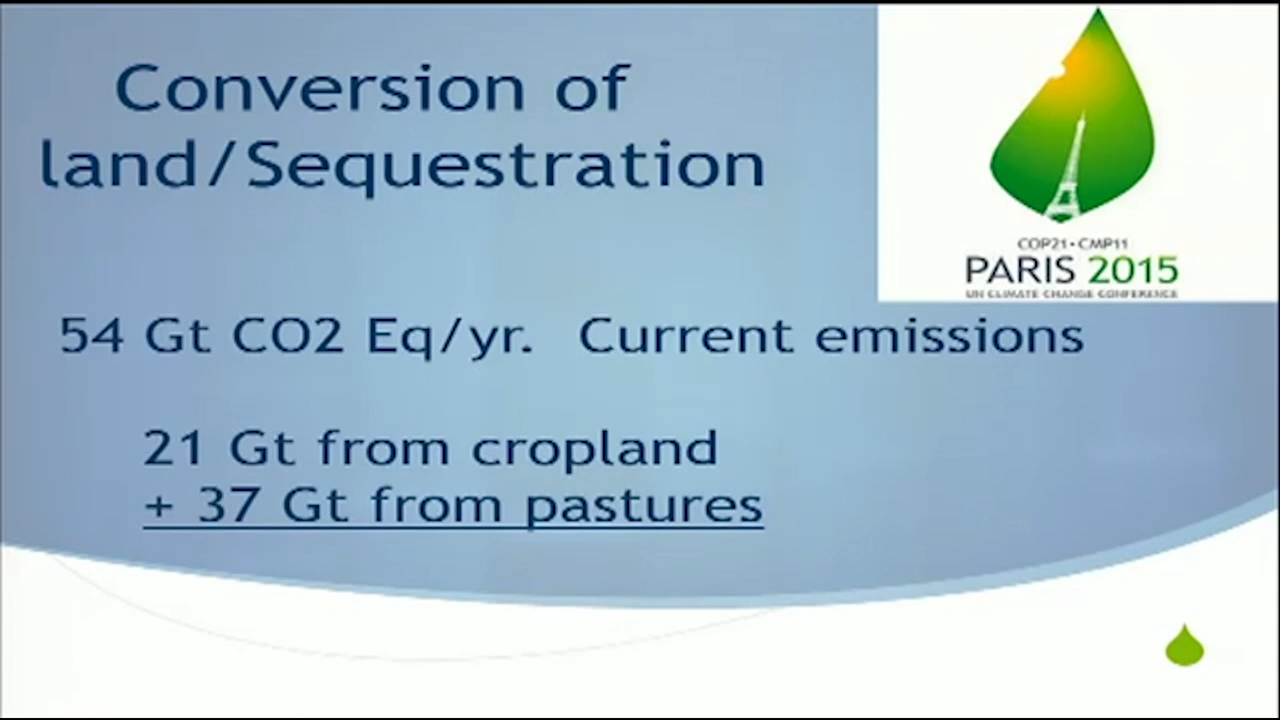 Conversion of
land/Sequestration
COP21 • CMP11
PARIS 2015
UN CLIMATE CHANGE CONFERENCE
54 Gt CO2 Eq/yr. Current emissions
21 Gt from cropland
+ 37 Gt from pastures